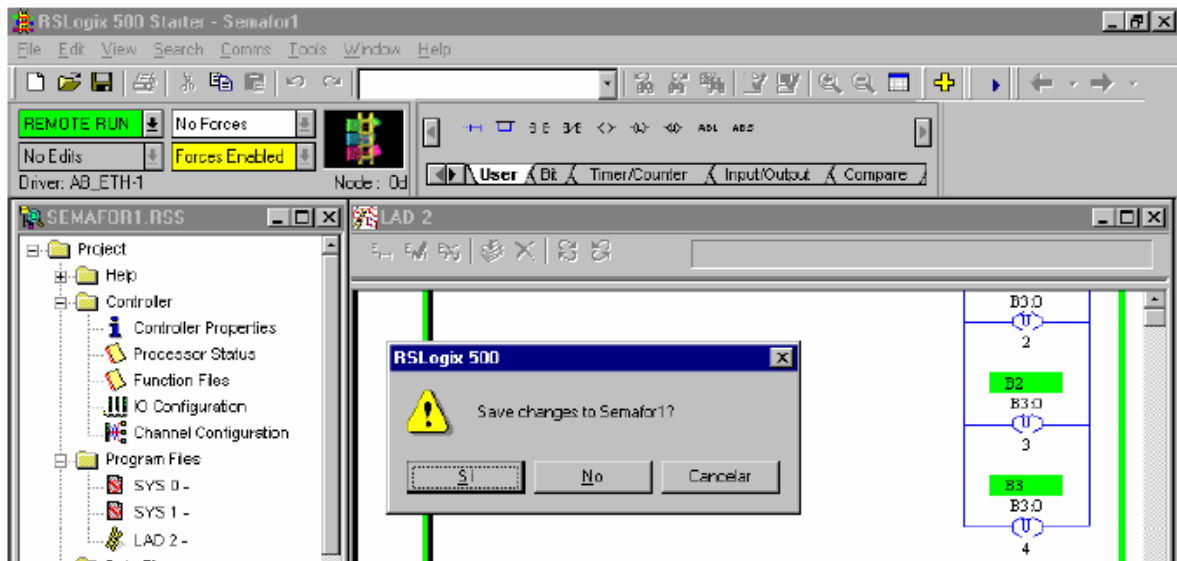 RSLogix 500 Starter - Semafor1
File Edit View Search Comms Tools Window Help
REMOTE RUN No Forces
No Edits Forces Enabled
Driver: AB_ETH-1 Node: 0d
ABL ABS
User Bit Timer/Counter Input/Output Compare
SEMAFOR1.RSS
Project
Help
Controller
Controller Properties
Processor Status
Function Files
IO Configuration
Channel Configuration
Program Files
SYS 0 -
SYS 1 -
LAD 2 -
LAD 2
B3:0
U
2
B2
B3:0
U
3
B3
B3:0
U
4
RSLogix 500
Save changes to Semafor1?
Sí
No
Cancelar